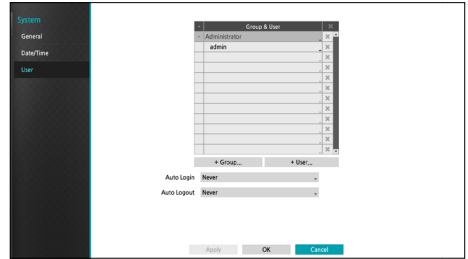 System
General
Date/Time
User
- Group & User
- Administrator
admin
+ Group... + User...
Auto Login Never
Auto Logout Never
Apply OK Cancel